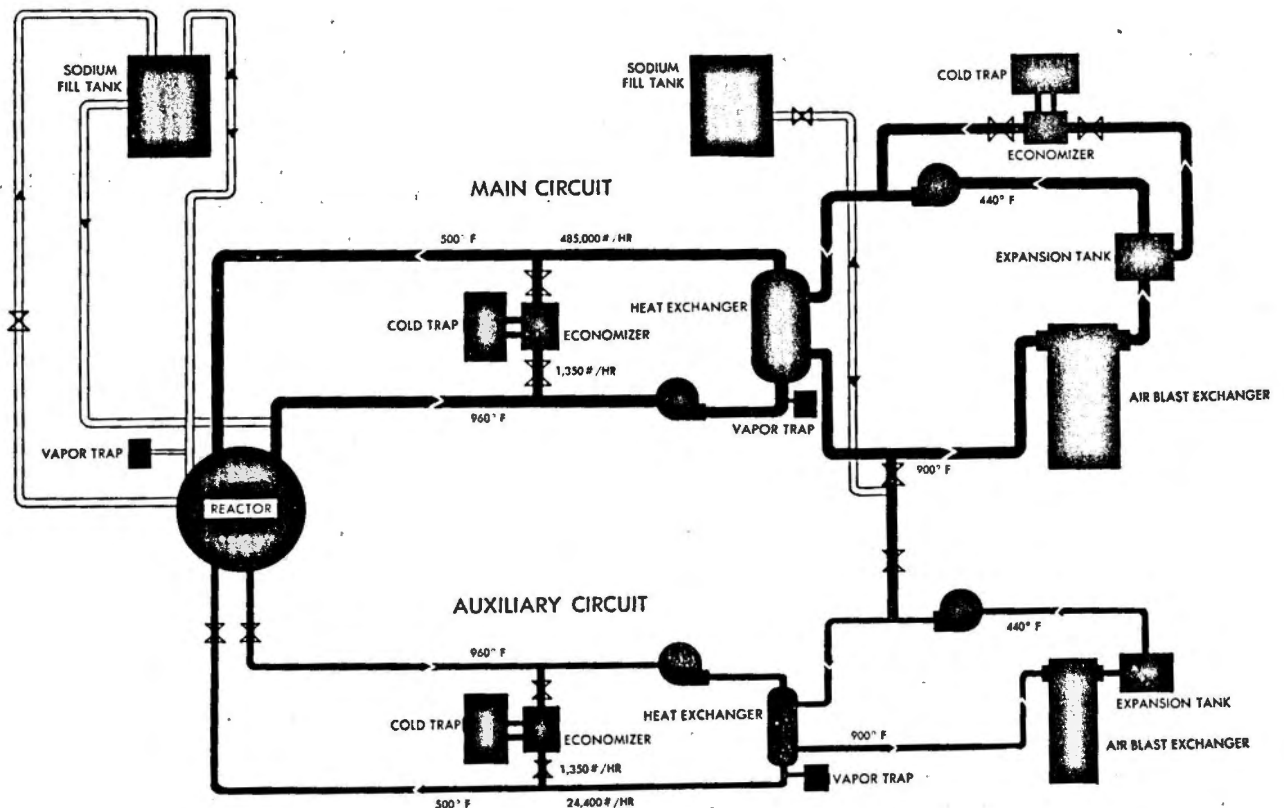 SODIUM
FILL TANK
SODIUM
FILL TANK
COLD TRAP
ECONOMIZER
MAIN CIRCUIT
440° F
500° F
485,000 #/HR
EXPANSION TANK
HEAT EXCHANGER
COLD TRAP
ECONOMIZER
1,350 #/HR
960° F
AIR BLAST EXCHANGER
VAPOR TRAP
VAPOR TRAP
900° F
REACTOR
AUXILIARY CIRCUIT
440° F
960° F
HEAT EXCHANGER
EXPANSION TANK
COLD TRAP
ECONOMIZER
900° F
AIR BLAST EXCHANGER
1,350 #/HR
VAPOR TRAP
500° F
24,400 #/HR